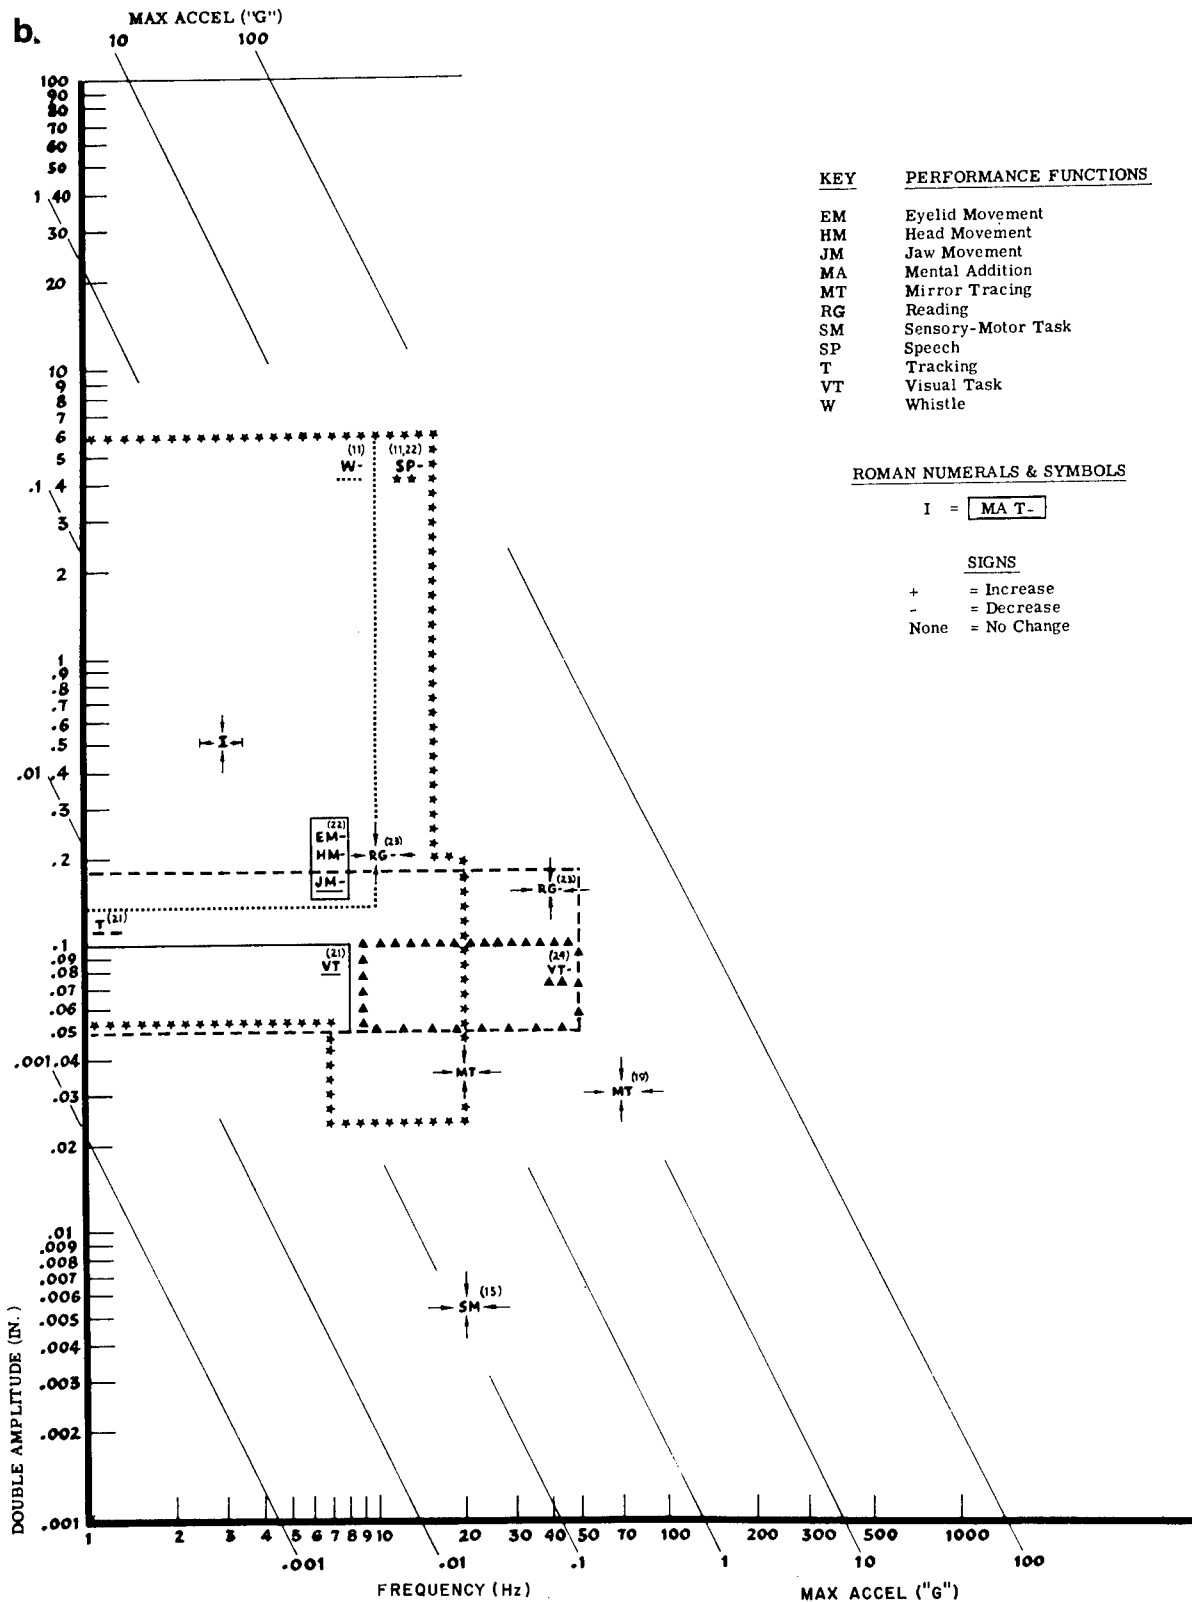 b.
MAX ACCEL ("G")
10 100
100
90
80
70
60
50
1 40
30
20
10
9
8
7
6
5
.1 4
3
2
1
.9
.8
.7
.6
.5
.01 .4
.3
.2
.1
.09
.08
.07
.06
.05
.001 .04
.03
.02
.01
.009
.008
.007
.006
.005
.004
.003
.002
.001
DOUBLE AMPLITUDE (IN.)
KEY PERFORMANCE FUNCTIONS
EM Eyelid Movement
HM Head Movement
JM Jaw Movement
MA Mental Addition
MT Mirror Tracing
RG Reading
SM Sensory-Motor Task
SP Speech
T Tracking
VT Visual Task
W Whistle
ROMAN NUMERALS & SYMBOLS
I = MA T-
SIGNS
+ = Increase
- = Decrease
None = No Change
(11) (11,22)
W- SP-
I
(22)
EM-
HM- RG- (23)
JM-
RG- (23)
T (21)
(21)
VT
(24)
VT-
MT
MT (19)
SM (15)
1 2 3 4 5 6 7 8 9 10 20 30 40 50 70 100 200 300 400 500 1000
.001 .01 .1 1 10 100
FREQUENCY (Hz) MAX ACCEL ("G")